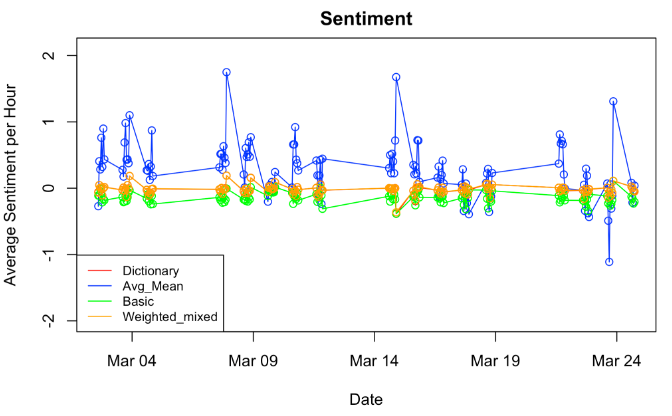 Sentiment
Average Sentiment per Hour
2
1
0
-1
-2
Dictionary
Avg_Mean
Basic
Weighted_mixed
Mar 04
Mar 09
Mar 14
Mar 19
Mar 24
Date